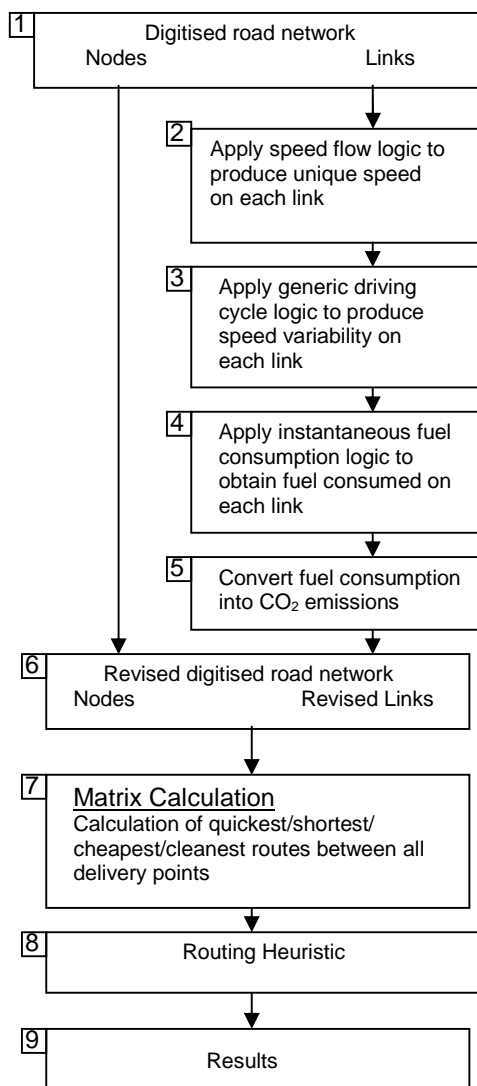 1
Digitised road network
Nodes Links
2
Apply speed flow logic to
produce unique speed
on each link
3
Apply generic driving
cycle logic to produce
speed variability on
each link
4
Apply instantaneous fuel
consumption logic to
obtain fuel consumed on
each link
5
Convert fuel consumption
into CO₂ emissions
6
Revised digitised road network
Nodes Revised Links
7
Matrix Calculation
Calculation of quickest/shortest/
cheapest/cleanest routes between all
delivery points
8
Routing Heuristic
9
Results